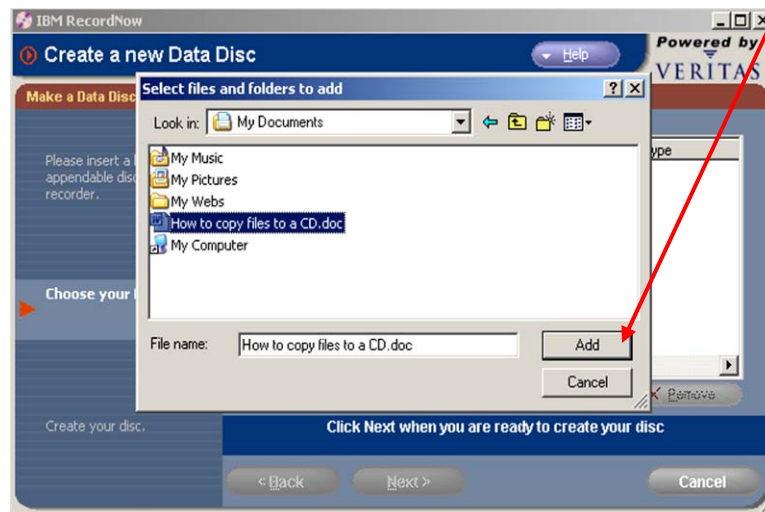 IBM RecordNow
Create a new Data Disc
Help
Powered by
VERITAS
Make a Data Disc
Select files and folders to add
Look in: My Documents
Please insert a
appendable disc
recorder.
My Music
My Pictures
My Webs
How to copy files to a CD.doc
My Computer
Choose your
File name: How to copy files to a CD.doc
Add
Cancel
Remove
Create your disc.
Click Next when you are ready to create your disc
< Back
Next >
Cancel